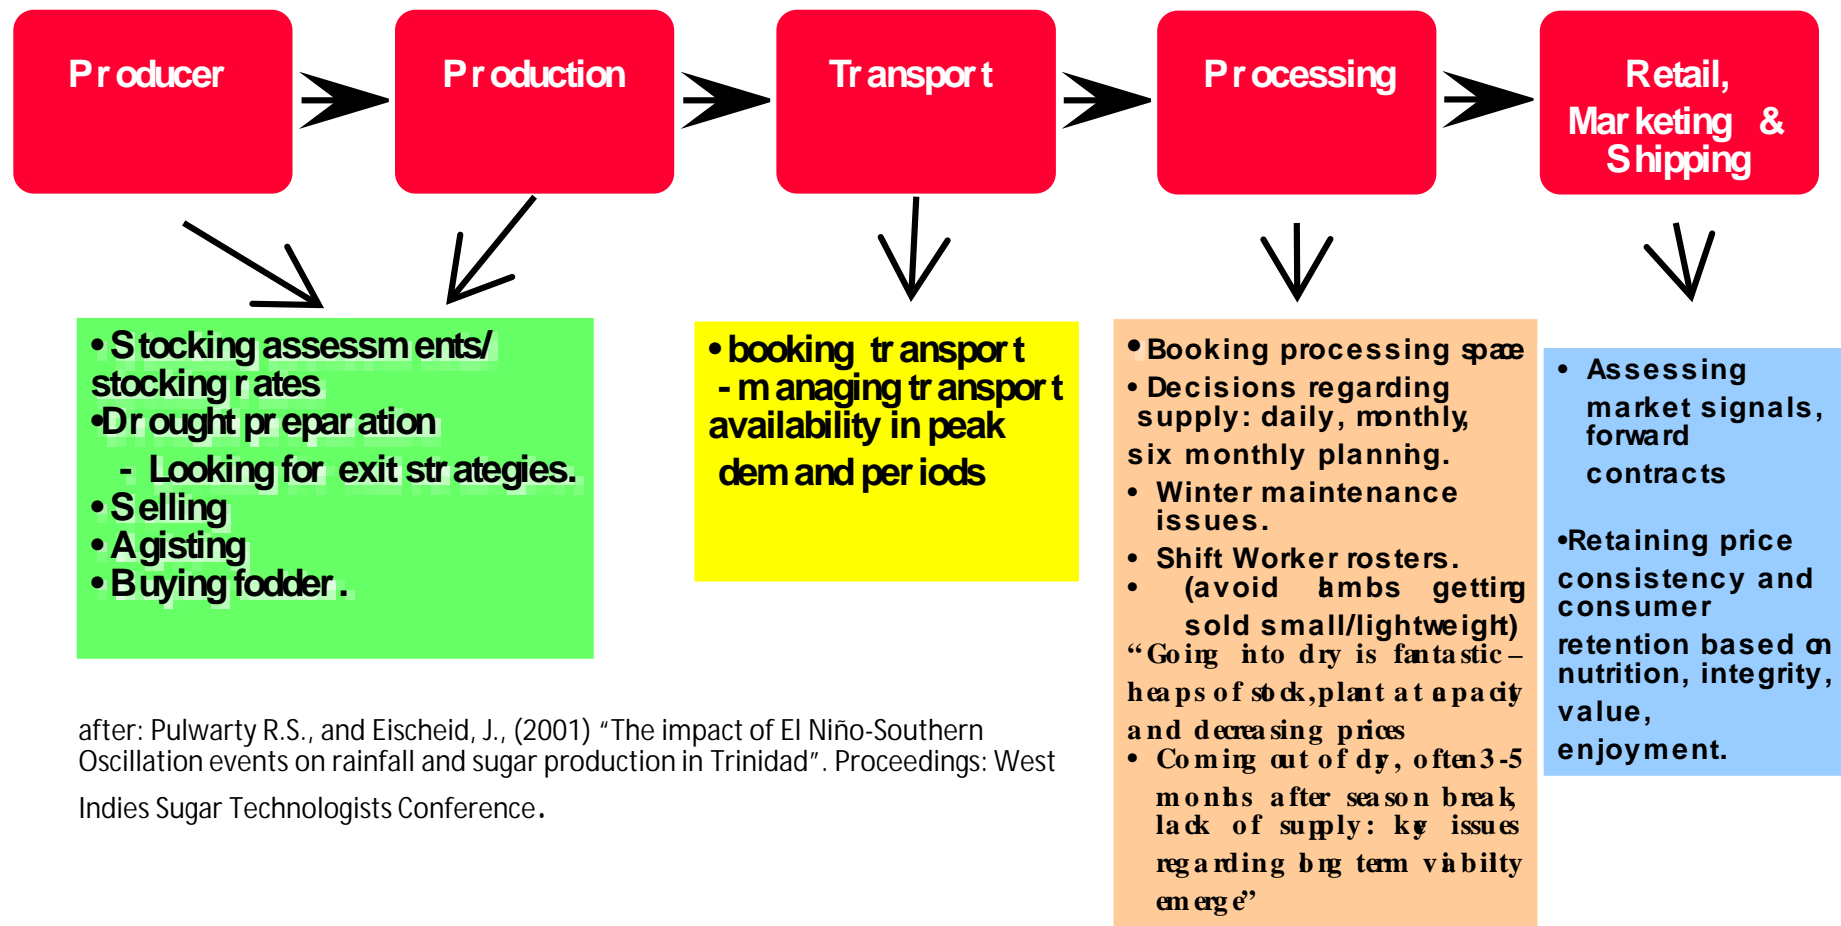 Producer
Production
Transport
Processing
Retail,
Marketing &
Shipping
• Stocking assessments/
stocking rates
•Drought preparation
- Looking for exit strategies.
• Selling
• Agisting
• Buying fodder.
• booking transport
- managing transport
availability in peak
demand periods
• Booking processing space
• Decisions regarding
supply: daily, monthly,
six monthly planning.
• Winter maintenance
issues.
• Shift Worker rosters.
• (avoid lambs getting
sold small/lightweight)
“Going into dry is fantastic –
heaps of stock, plant at capacity
and decreasing prices
• Coming out of dry, often 3-5
months after season break,
lack of supply: key issues
regarding long term viabilty
emerge”
• Assessing
market signals,
forward
contracts
•Retaining price
consistency and
consumer
retention based on
nutrition, integrity,
value,
enjoyment.
after: Pulwarty R.S., and Eischeid, J., (2001) “The impact of El Niño-Southern
Oscillation events on rainfall and sugar production in Trinidad”. Proceedings: West
Indies Sugar Technologists Conference.